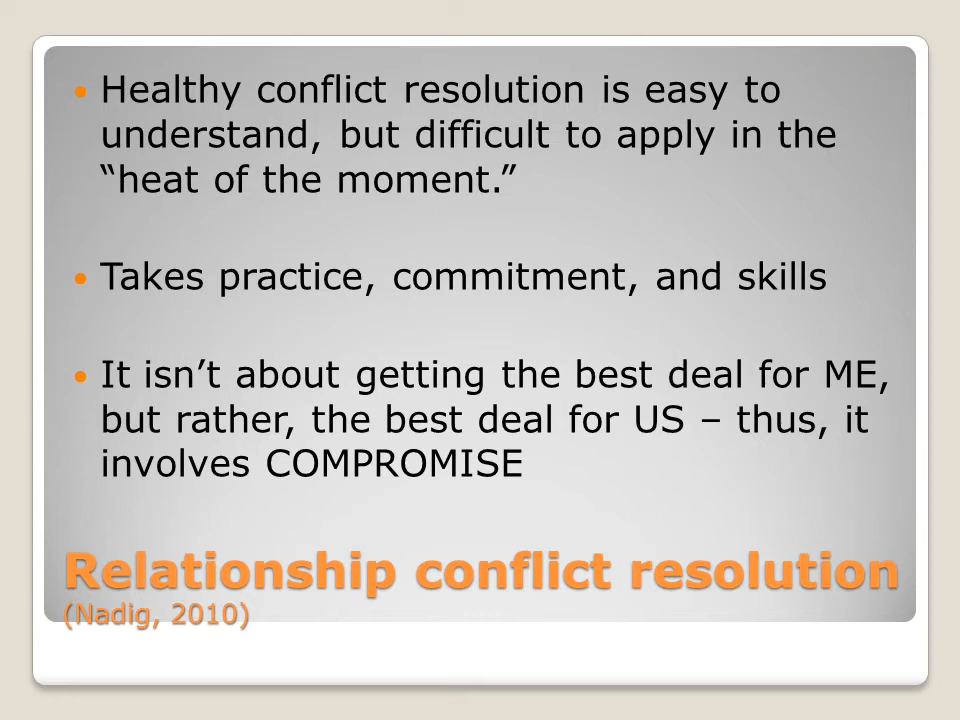 • Healthy conflict resolution is easy to
understand, but difficult to apply in the
“heat of the moment.”
• Takes practice, commitment, and skills
• It isn’t about getting the best deal for ME,
but rather, the best deal for US – thus, it
involves COMPROMISE
Relationship conflict resolution
(Nadig, 2010)